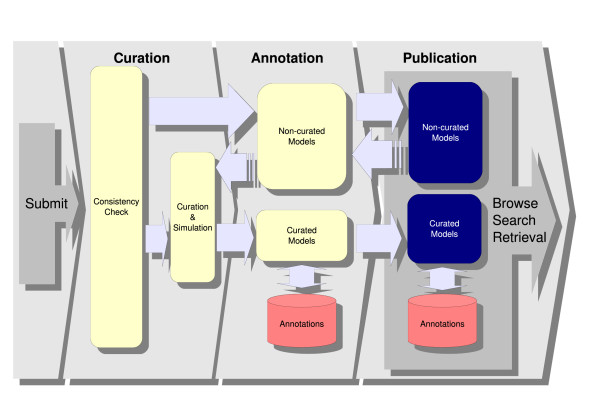 Curation
Annotation
Publication
Submit
Consistency
Check
Curation
&
Simulation
Non-curated
Models
Curated
Models
Annotations
Non-curated
Models
Curated
Models
Annotations
Browse
Search
Retrieval